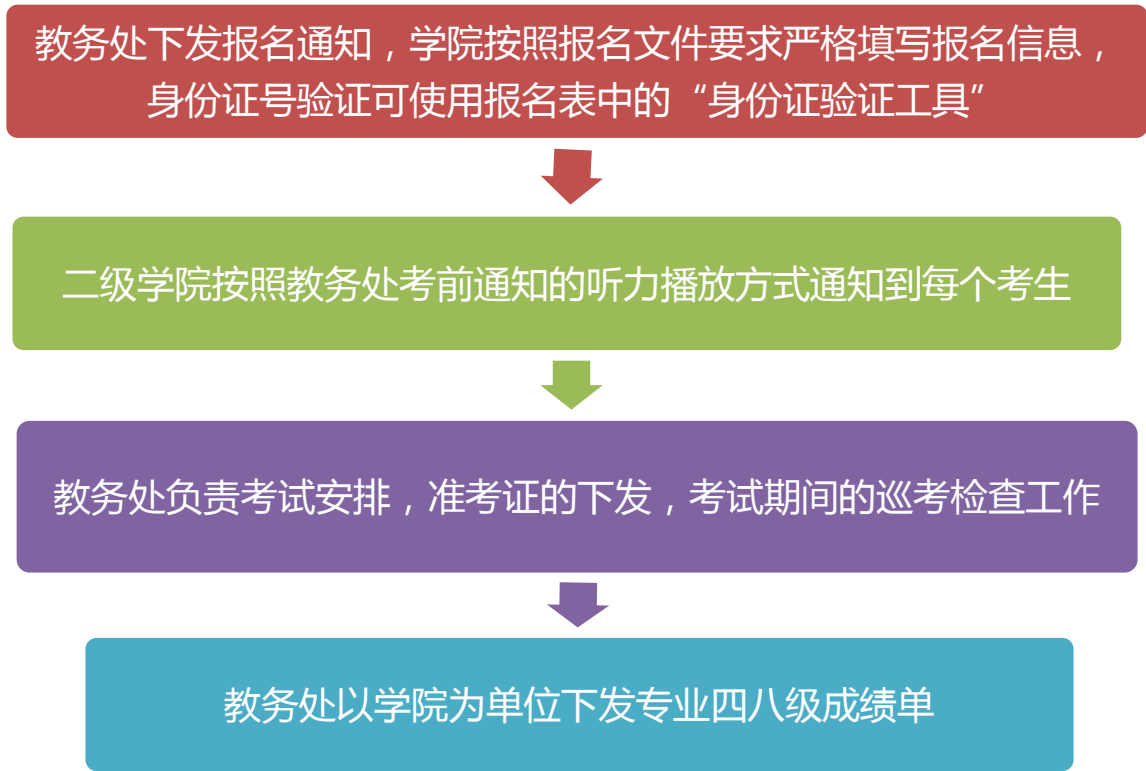 教务处下发报名通知，学院按照报名文件要求严格填写报名信息，
身份证号验证可使用报名表中的“身份证验证工具”
二级学院按照教务处考前通知的听力播放方式通知到每个考生
教务处负责考试安排，准考证的下发，考试期间的巡考检查工作
教务处以学院为单位下发专业四八级成绩单